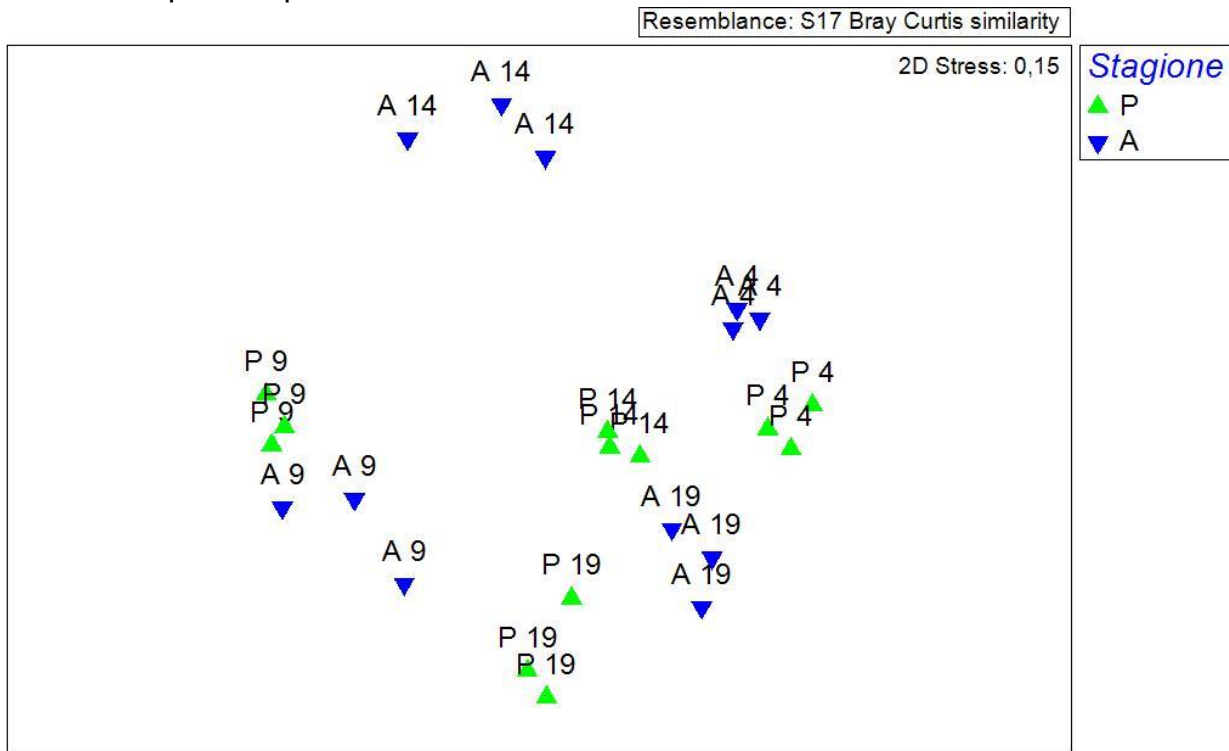 Resemblance: S17 Bray Curtis similarity
2D Stress: 0,15
Stagione
P
A
A 14
A 14
A 14
A 4
A 4
A 4
P 9
P 9
P 9
P 4
P 4
P 4
P 14
P 14
P 14
A 9
A 9
A 9
A 19
A 19
A 19
P 19
P 19
P 19